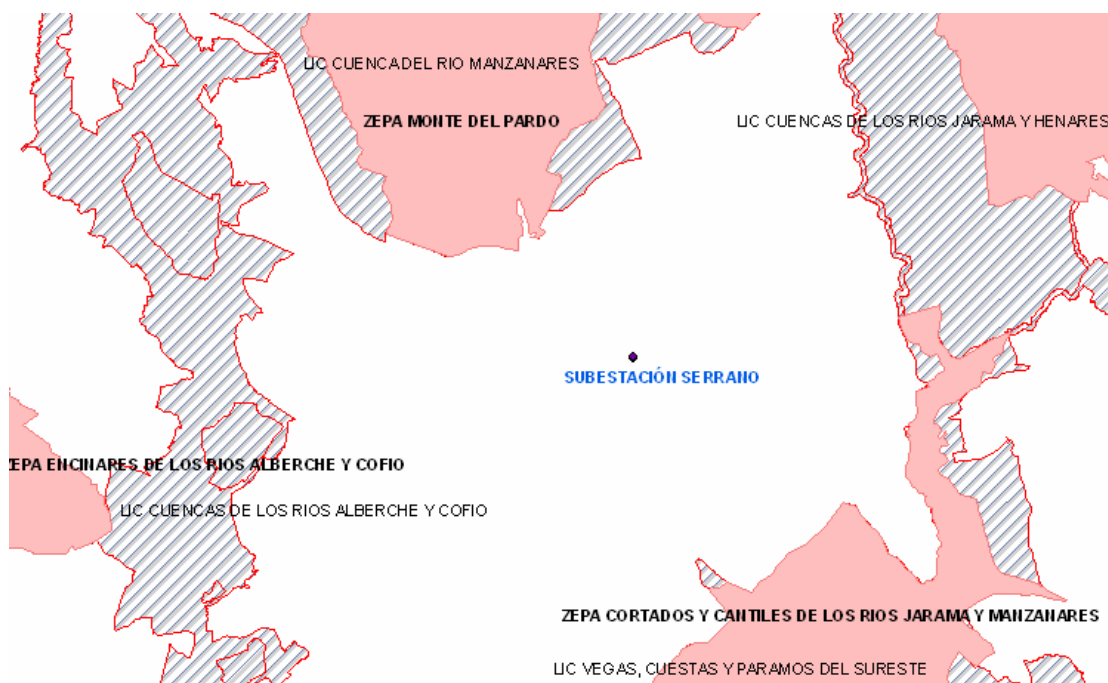 LIC CUENCA DEL RIO MANZANARES
ZEPA MONTE DEL PARDO
LIC CUENCAS DE LOS RIOS JARAMA Y HENARES
SUBESTACIÓN SERRANO
ZEPA ENCINARES DE LOS RIOS ALBERCHE Y COFIO
LIC CUENCAS DE LOS RIOS ALBERCHE Y COFIO
ZEPA CORTADOS Y CANTILES DE LOS RIOS JARAMA Y MANZANARES
LIC VEGAS, CUESTAS Y PARAMOS DEL SURESTE